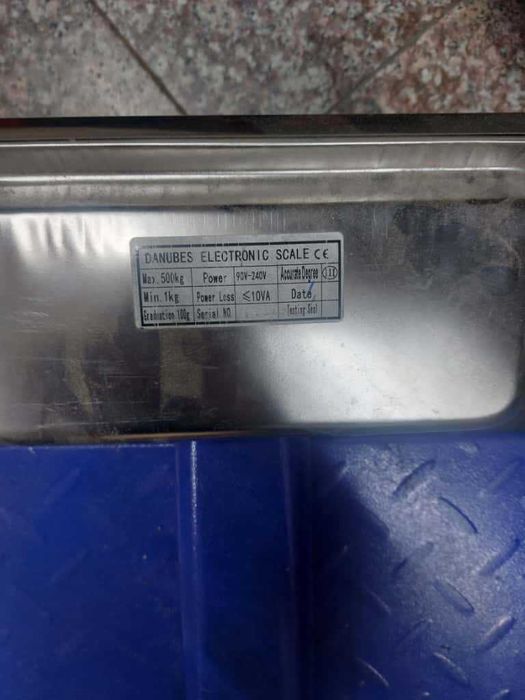 DANUBES ELECTRONIC SCALE CE
Max. 500kg Power 90V-240V Accurate Degree III
Min. 1kg Power Loss ≤10VA Date
Graduation 100g Serial NO Testing Seal